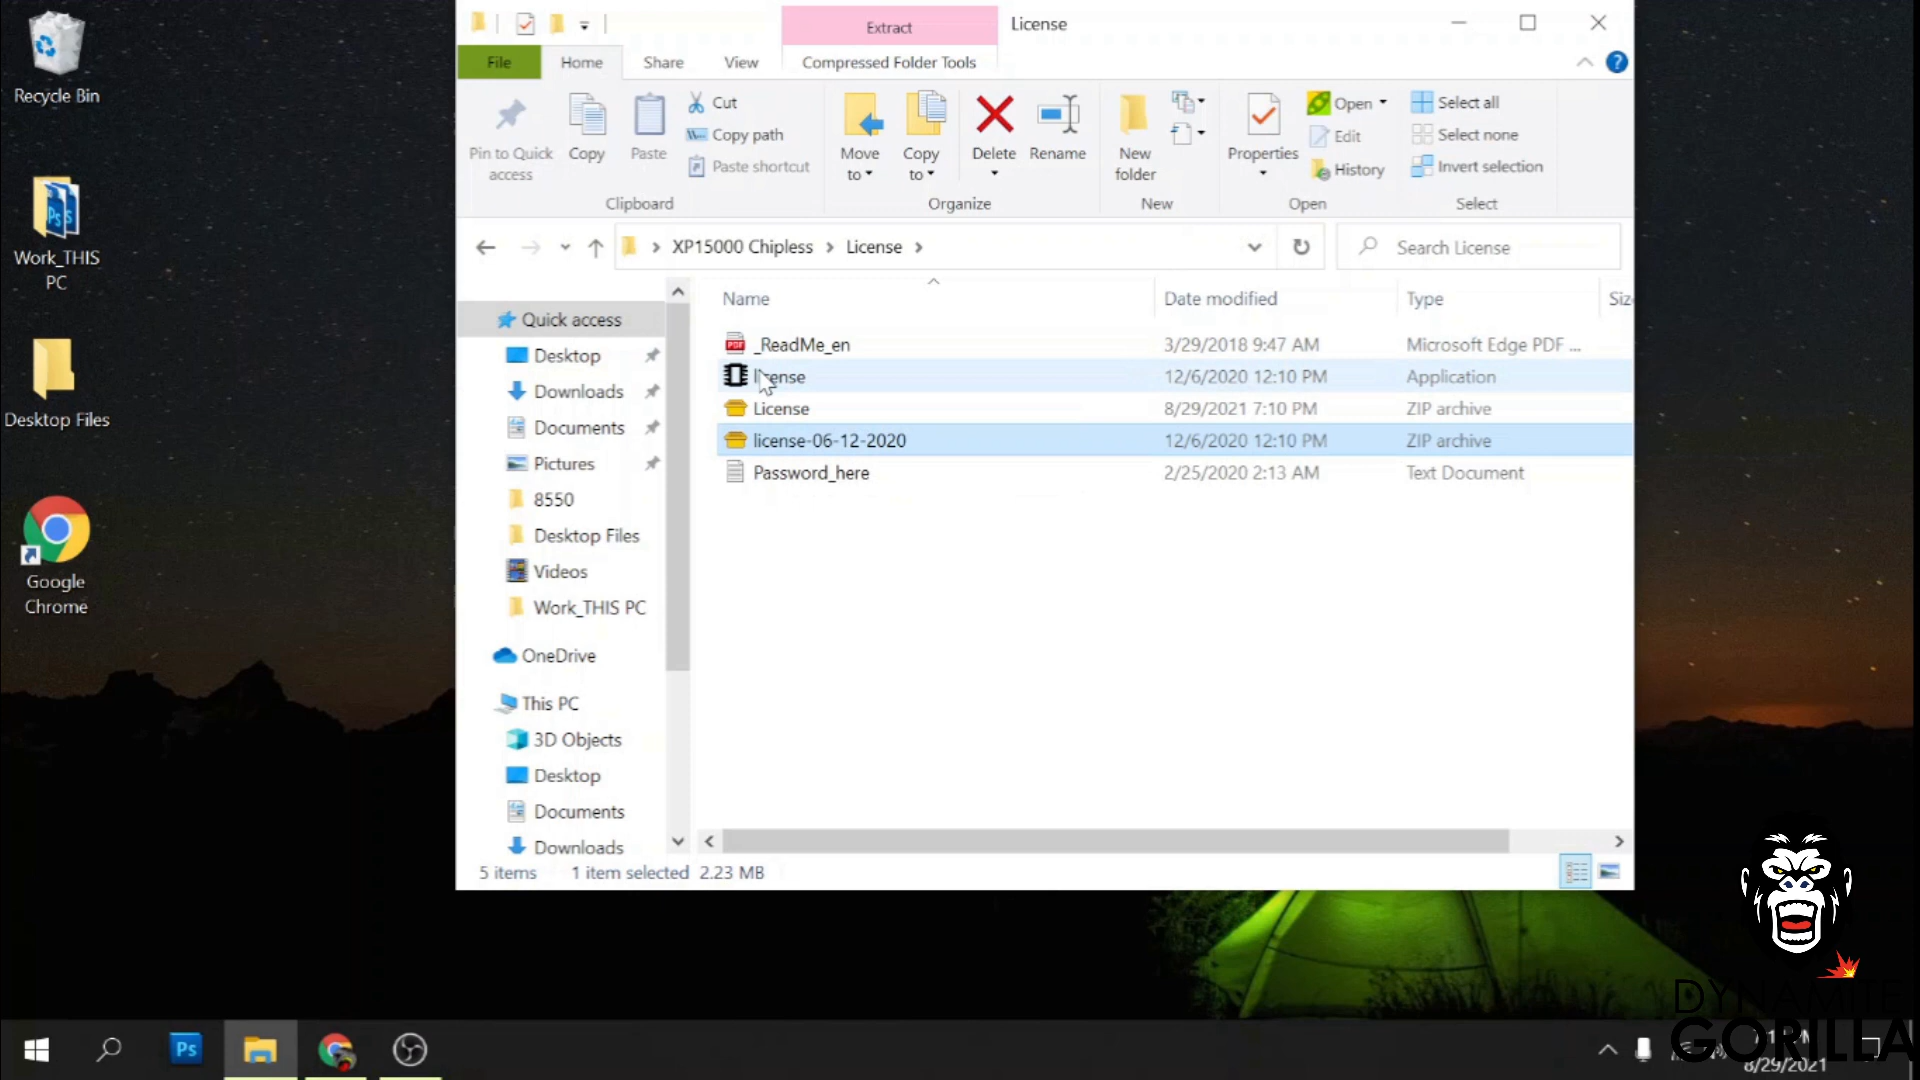 Recycle Bin
Work_THIS
PC
Desktop Files
Google
Chrome
Extract
License
File
Home
Share
View
Compressed Folder Tools
Pin to Quick
access
Copy
Paste
Cut
Copy path
Paste shortcut
Clipboard
Move
to
Copy
to
Delete
Rename
Organize
New
folder
New
Properties
Open
Edit
History
Open
Select all
Select none
Invert selection
Select
XP15000 Chipless
License
Search License
Quick access
Desktop
Downloads
Documents
Pictures
8550
Desktop Files
Videos
Work_THIS PC
OneDrive
This PC
3D Objects
Desktop
Documents
Downloads
Name Date modified Type Siz
_ReadMe_en 3/29/2018 9:47 AM Microsoft Edge PDF ...
license 12/6/2020 12:10 PM Application
License 8/29/2021 7:10 PM ZIP archive
license-06-12-2020 12/6/2020 12:10 PM ZIP archive
Password_here 2/25/2020 2:13 AM Text Document
5 items 1 item selected 2.23 MB
DYNAMITE
GORILLA
8/29/2021